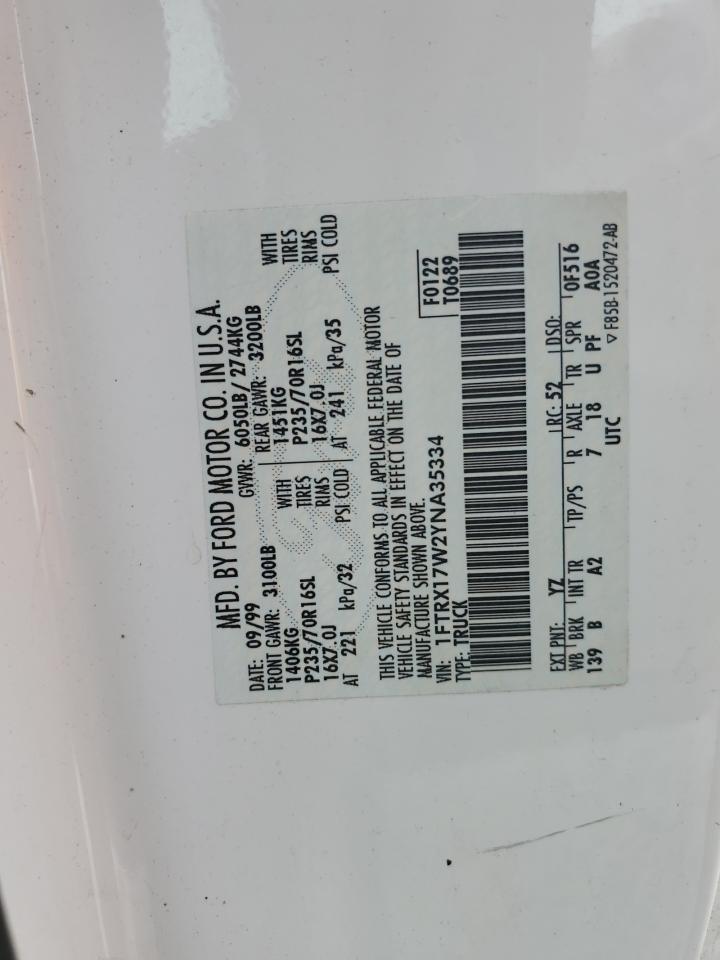 MFD. BY FORD MOTOR CO. IN U.S.A.
DATE: 09/99 GVWR: 6050LB / 2744KG
FRONT GAWR: 3100LB REAR GAWR: 3200LB
1406KG WITH 1451KG WITH
P235/70R16SL TIRES P235/70R16SL TIRES
16X7.0J RIMS 16X7.0J RIMS
AT 221 kPa/32 PSI COLD AT 241 kPa/35 PSI COLD
THIS VEHICLE CONFORMS TO ALL APPLICABLE FEDERAL MOTOR
VEHICLE SAFETY STANDARDS IN EFFECT ON THE DATE OF
MANUFACTURE SHOWN ABOVE.
VIN: 1FTRX17W2YNA35334 F0122
TYPE: TRUCK T0689
EXT PNT: YZ RC: 52 DSO:
WB BRK INT TR TP/PS R AXLE TR SPR 0F516
139 B A2 7 18 U PF A0A
UTC ▽ F85B-1520472-AB